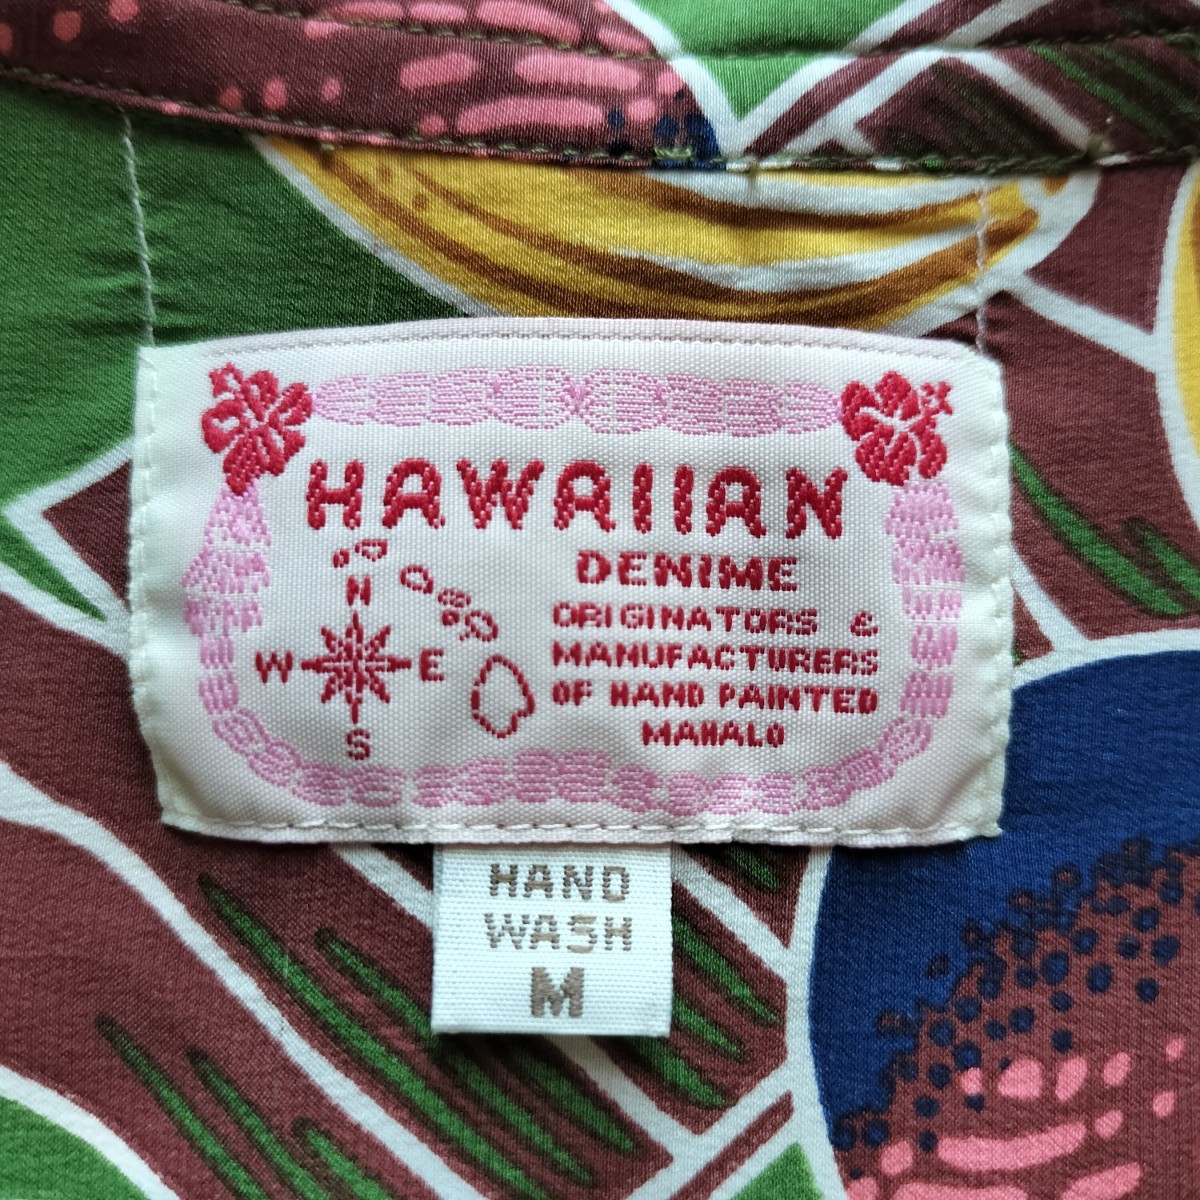 HAWAIIAN
DENIME
ORIGINATORS &
MANUFACTURERS
OF HAND PAINTED
MAHALO
N
W E
S
HAND
WASH
M